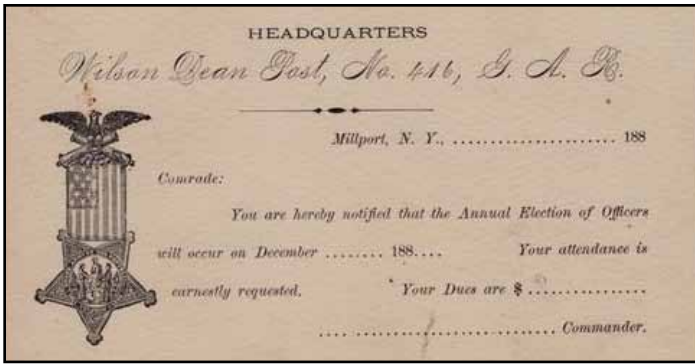 HEADQUARTERS
Wilson Dean Post, No. 416, G. A. R.
Millport, N. Y., ...................... 188
Comrade:
You are hereby notified that the Annual Election of Officers
will occur on December ........ 188.... Your attendance is
earnestly requested. Your Dues are $ ................
.... .......................... Commander.